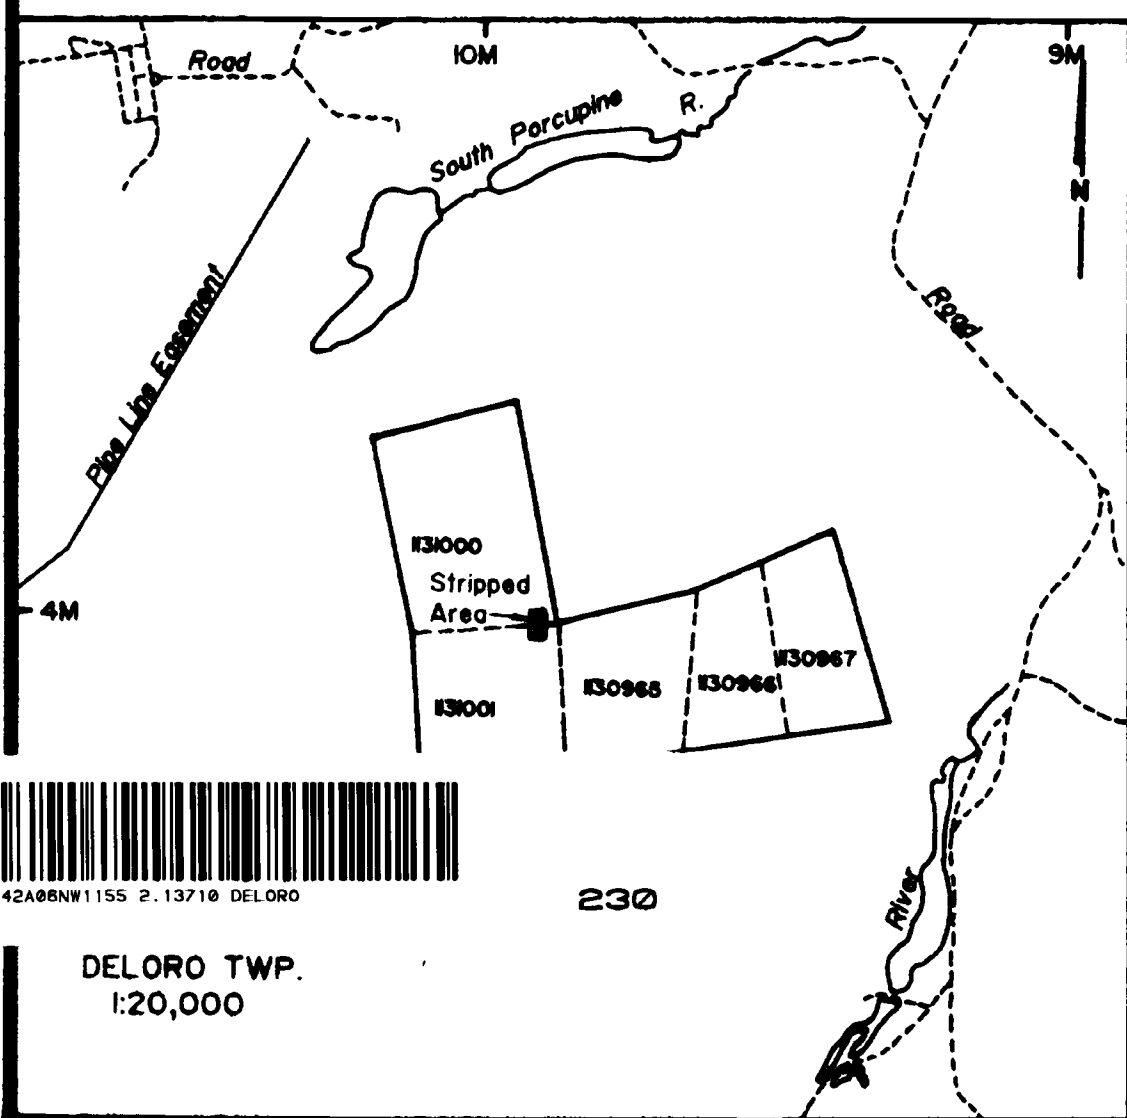 10M
9M
Road
South Porcupine R.
N
Pipe Line Easement
Road
1131000
Stripped
Area
4M
1130965
1130966
1130967
1131001
42A06NW1155 2.13710 DELORO
230
River
DELORO TWP.
1:20,000